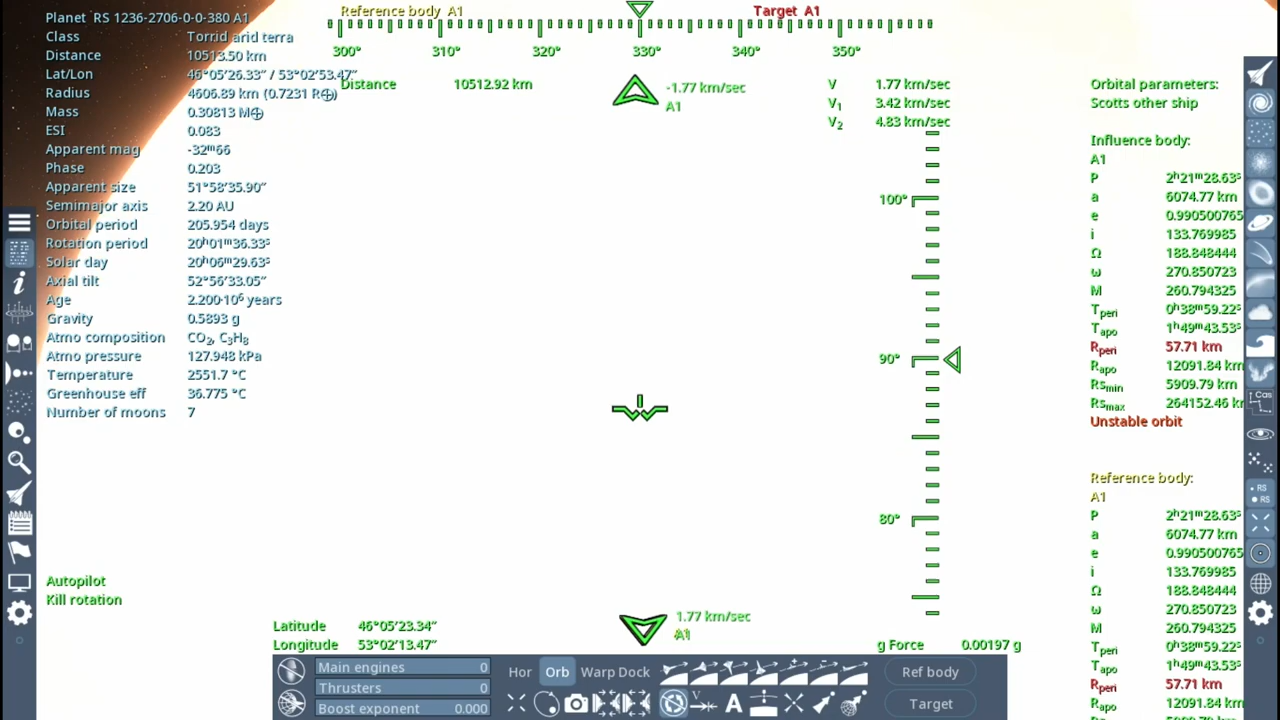 Planet RS 1236-2706-0-0-380 A1
Class Torrid arid terra
Distance 10513.50 km
Lat/Lon 46°05'26.33" / 53°02'53.47"
Radius 4606.89 km (0.7231 R⊕)
Mass 0.30813 M⊕
ESI 0.083
Apparent mag -32ᵐ66
Phase 0.203
Apparent size 51°58'35.90"
Semimajor axis 2.20 AU
Orbital period 205.954 days
Rotation period 20ʰ01ᵐ36.33ˢ
Solar day 20ʰ06ᵐ29.63ˢ
Axial tilt 52°56'33.05"
Age 2.200·10⁶ years
Gravity 0.5893 g
Atmo composition CO₂, C₃H₈
Atmo pressure 127.948 kPa
Temperature 2551.7 °C
Greenhouse eff 36.775 °C
Number of moons 7
Autopilot
Kill rotation
Reference body A1
Target A1
300° 310° 320° 330° 340° 350°
Distance 10512.92 km
-1.77 km/sec
A1
V 1.77 km/sec
V₁ 3.42 km/sec
V₂ 4.83 km/sec
100°
90°
80°
1.77 km/sec
A1
Latitude 46°05'23.34"
Longitude 53°02'13.47"
g Force 0.00197 g
Main engines 0
Thrusters 0
Boost exponent 0.000
Hor Orb Warp Dock
V
A
Ref body
Target
Orbital parameters:
Scotts other ship
Influence body:
A1
P 2ʰ21ᵐ28.63ˢ
a 6074.77 km
e 0.990500765
i 133.769985
Ω 188.848444
ω 270.850723
M 260.794325
Tperi 0ʰ38ᵐ59.22ˢ
Tapo 1ʰ49ᵐ43.53ˢ
Rperi 57.71 km
Rapo 12091.84 km
Rsmin 5909.79 km
Rsmax 264152.46 k
Unstable orbit
Reference body:
A1
P 2ʰ21ᵐ28.63ˢ
a 6074.77 km
e 0.990500765
i 133.769985
Ω 188.848444
ω 270.850723
M 260.794325
Tperi 0ʰ38ᵐ59.22ˢ
Tapo 1ʰ49ᵐ43.53ˢ
Rperi 57.71 km
Rapo 12091.84 km
Cas
RS
RS